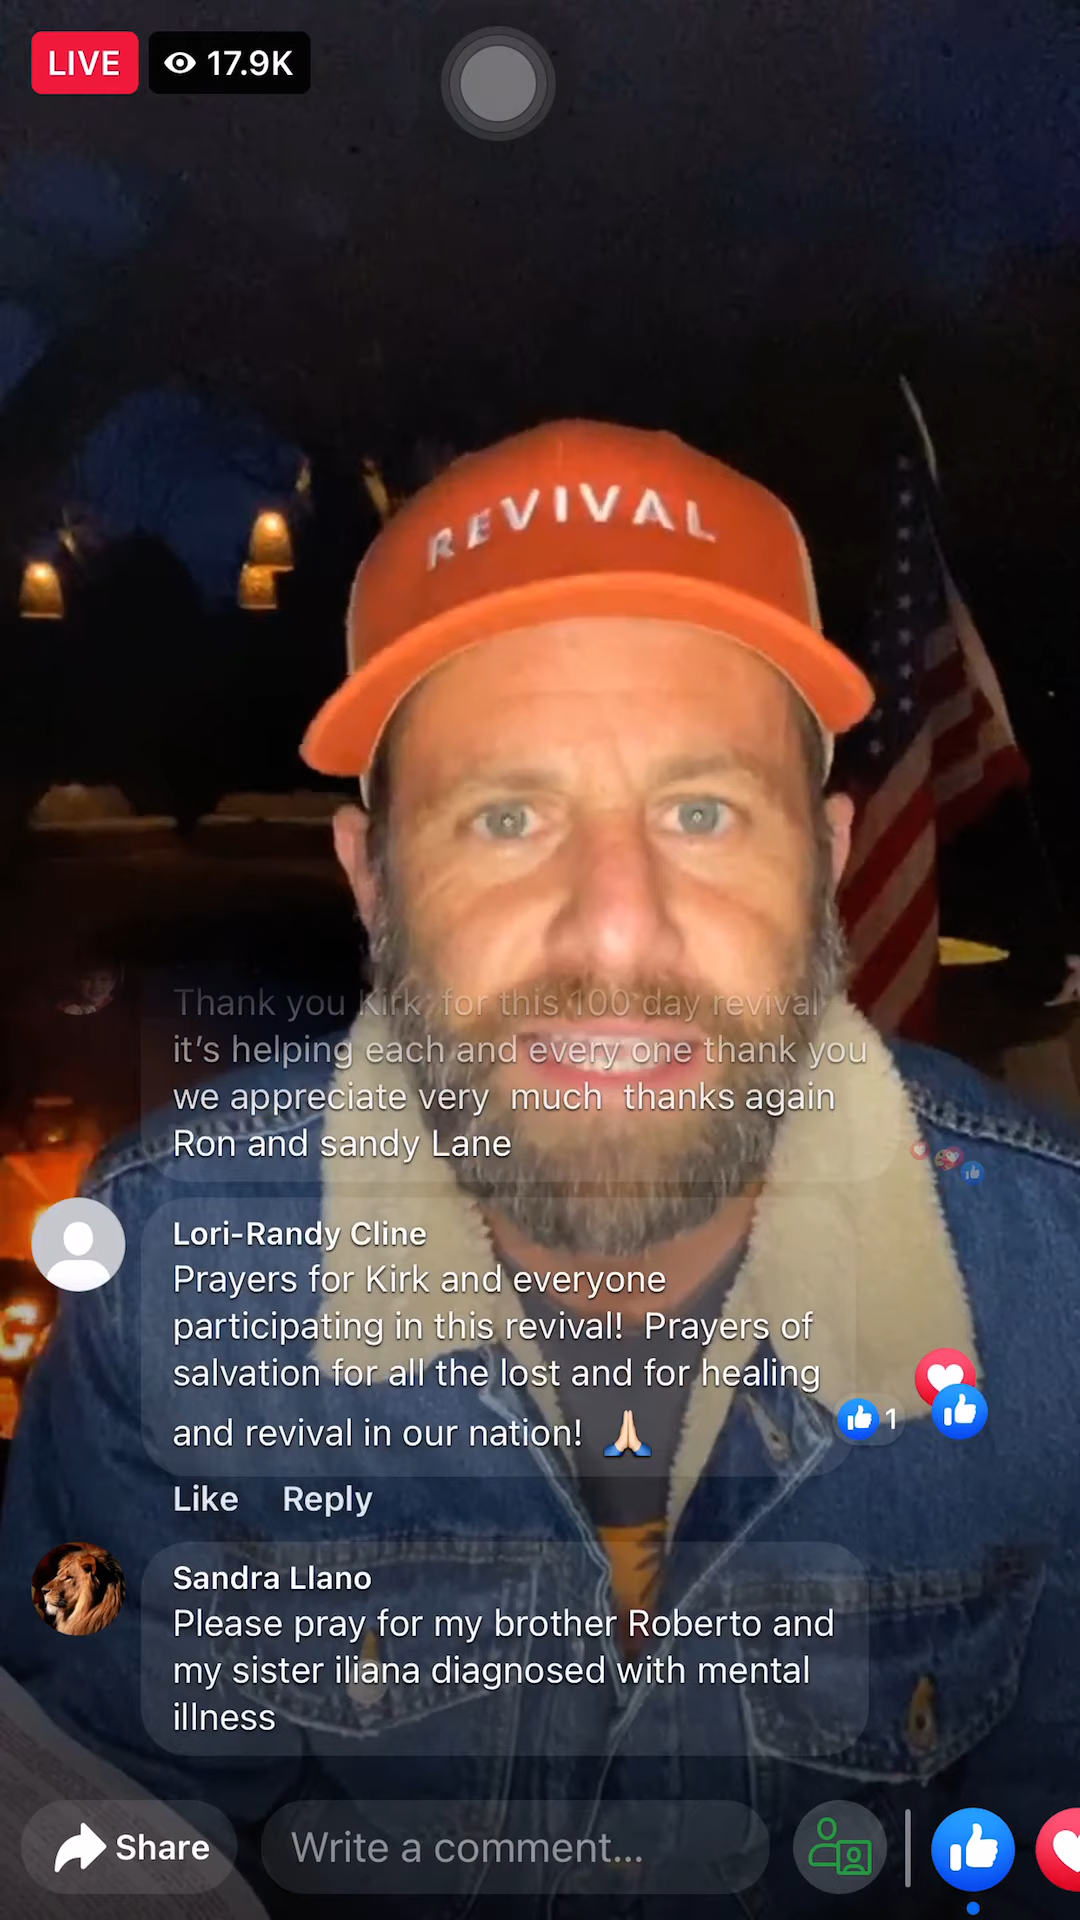 LIVE 17.9K
REVIVAL
Thank you Kirk for this 100 day revival
it's helping each and every one thank you
we appreciate very much thanks again
Ron and sandy Lane
Lori-Randy Cline
Prayers for Kirk and everyone
participating in this revival! Prayers of
salvation for all the lost and for healing
and revival in our nation! 🙏🏻
1
Like Reply
Sandra Llano
Please pray for my brother Roberto and
my sister iliana diagnosed with mental
illness
Share Write a comment...